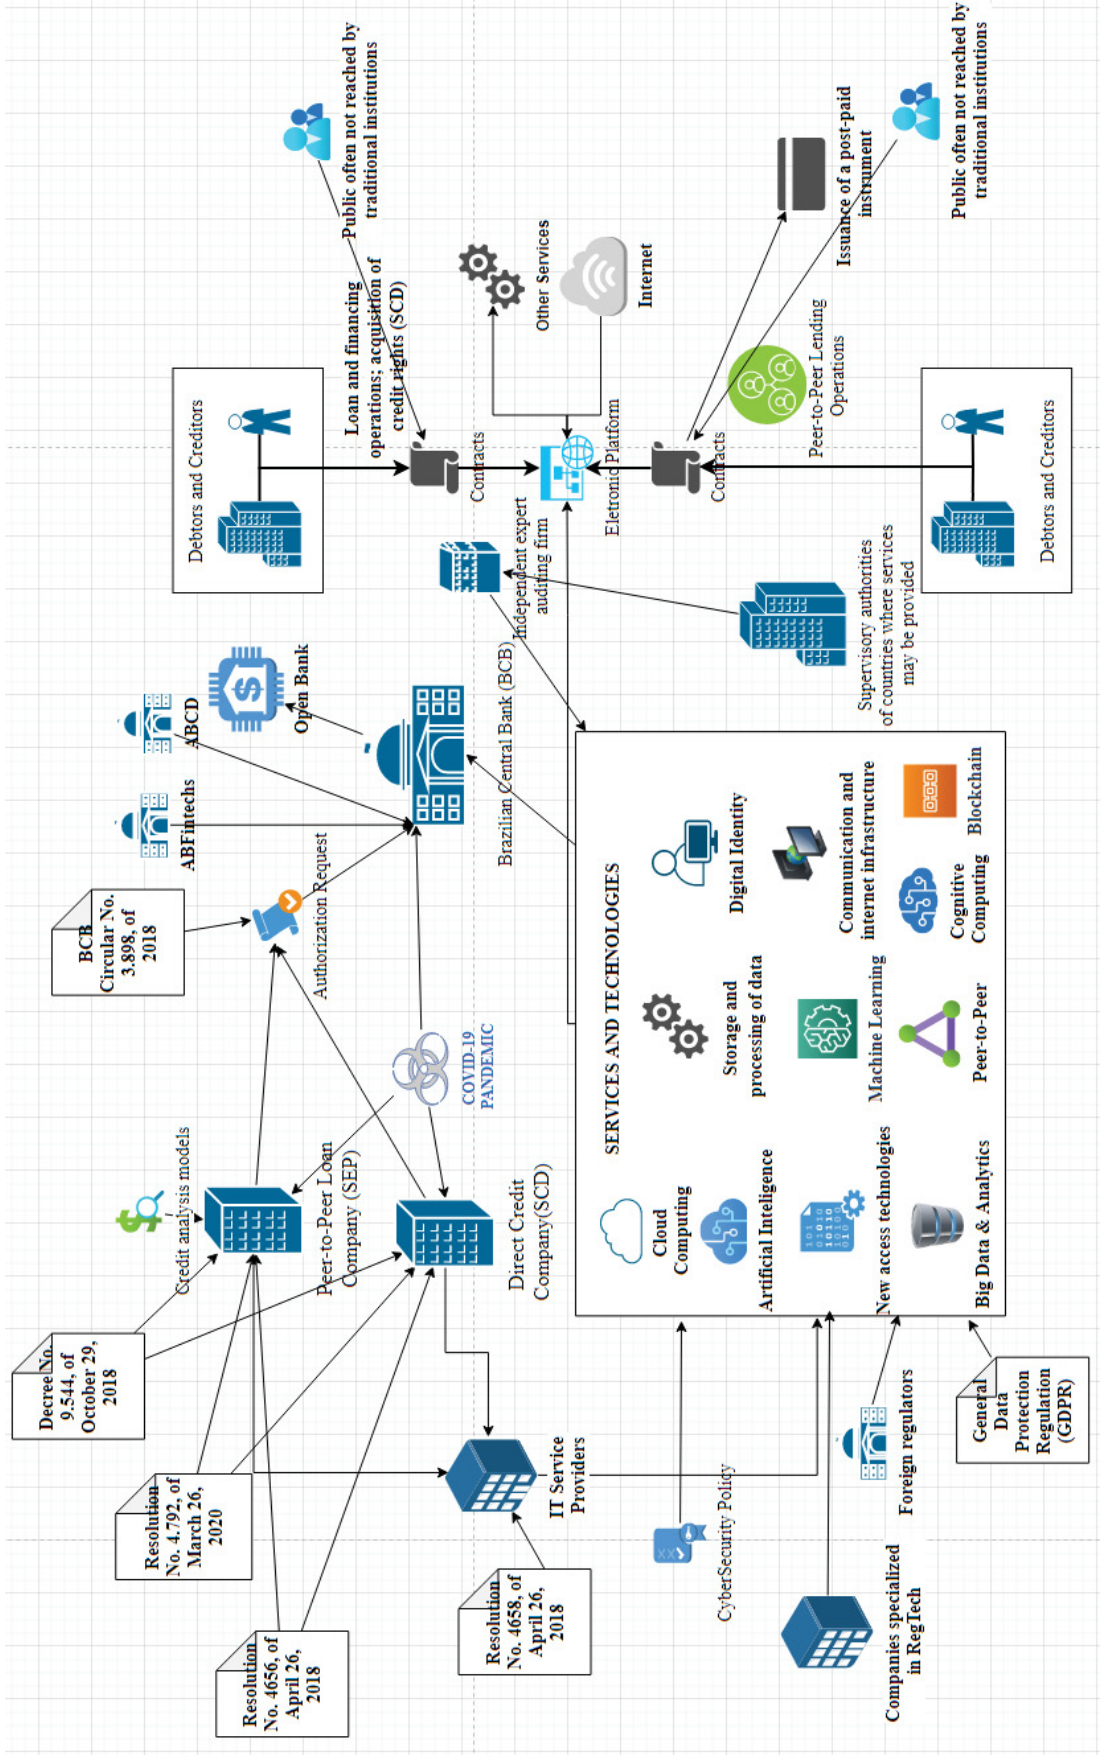 Resolution
No. 4656, of
April 26,
2018
Resolution
No. 4.792, of
March 26,
2020
Decree No.
9.544, of
October 29,
2018
Credit analysis models
Peer-to-Peer Loan
Company (SEP)
Direct Credit
Company(SCD)
BCB
Circular No.
3.898, of
2018
Authorization Request
COVID-19
PANDEMIC
ABFintechs
ABCD
Open Bank
Brazilian Central Bank (BCB)
Debtors and Creditors
Loan and financing
operations; acquisition of
credit rights (SCD)
Public often not reached by
traditional institutions
Contracts
Independent expert
auditing firm
Other Services
Internet
Eletronic Platform
Contracts
Peer-to-Peer Lending
Operations
Issuance of a post-paid
instrument
Public often not reached by
traditional institutions
Supervisory authorities
of countries where services
may be provided
Debtors and Creditors
Resolution
No. 4658, of
April 26,
2018
IT Service
Providers
CyberSecurity Policy
Companies specialized
in RegTech
Foreign regulators
General
Data
Protection
Regulation
(GDPR)
SERVICES AND TECHNOLOGIES
Cloud
Computing
Storage and
processing of data
Digital Identity
Artificial Inteligence
Machine Learning
Communication and
internet infrastructure
New access technologies
Peer-to-Peer
Cognitive
Computing
Blockchain
Big Data & Analytics